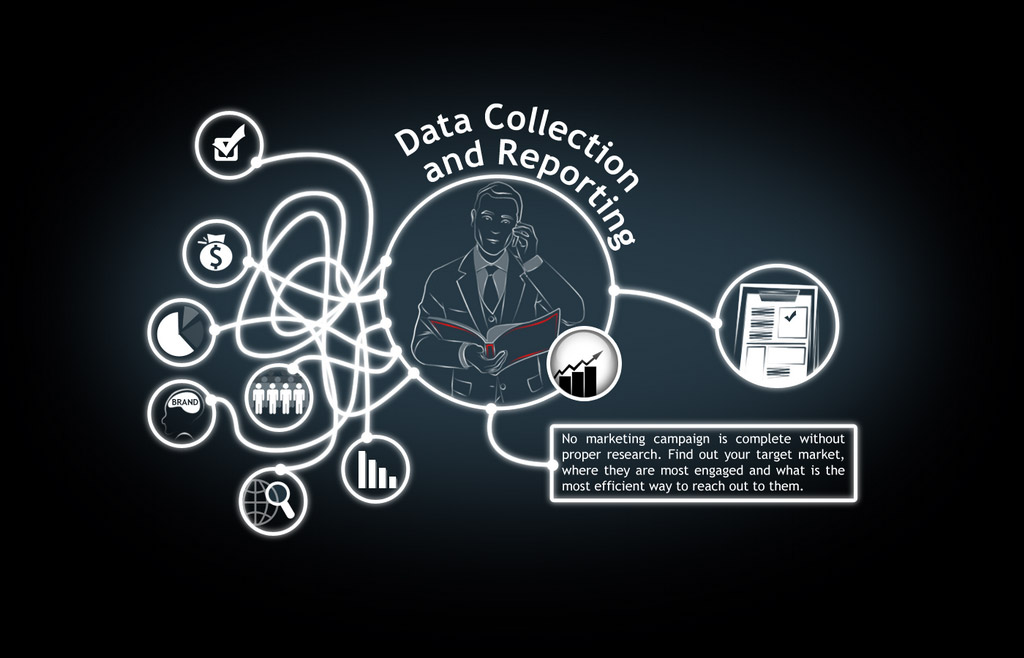 Data Collection
and Reporting
$
BRAND
No marketing campaign is complete without
proper research. Find out your target market,
where they are most engaged and what is the
most efficient way to reach out to them.